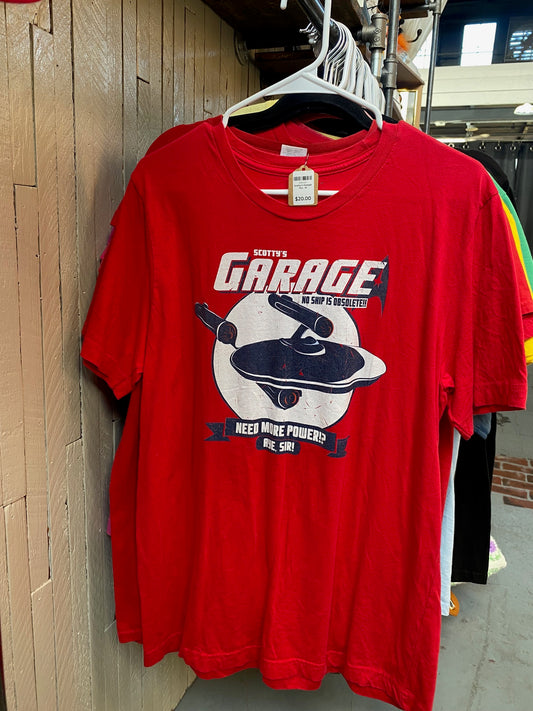 $20.00
SCOTTY'S
GARAGE
NO SHIP IS OBSOLETE!!
NEED MORE POWER!?
AYE, SIR!